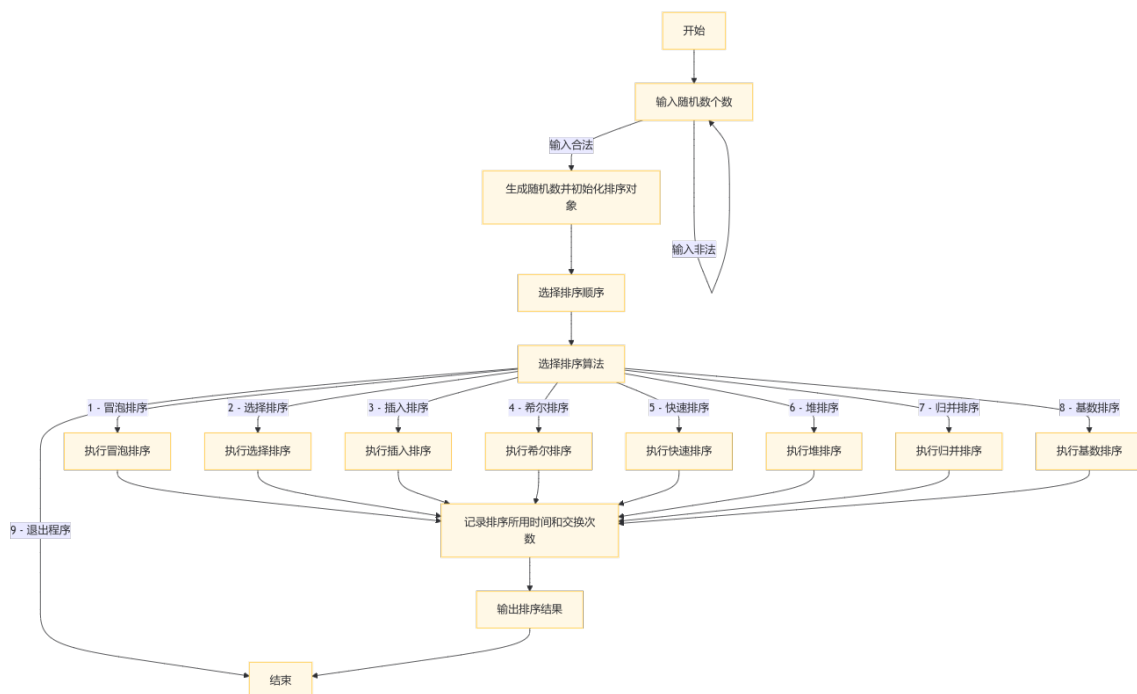 开始
输入随机数个数
输入合法
生成随机数并初始化排序对
象
输入非法
选择排序顺序
选择排序算法
1 - 冒泡排序
2 - 选择排序
3 - 插入排序
4 - 希尔排序
5 - 快速排序
6 - 堆排序
7 - 归并排序
8 - 基数排序
执行冒泡排序
执行选择排序
执行插入排序
执行希尔排序
执行快速排序
执行堆排序
执行归并排序
执行基数排序
9 - 退出程序
记录排序所用时间和交换次
数
输出排序结果
结束